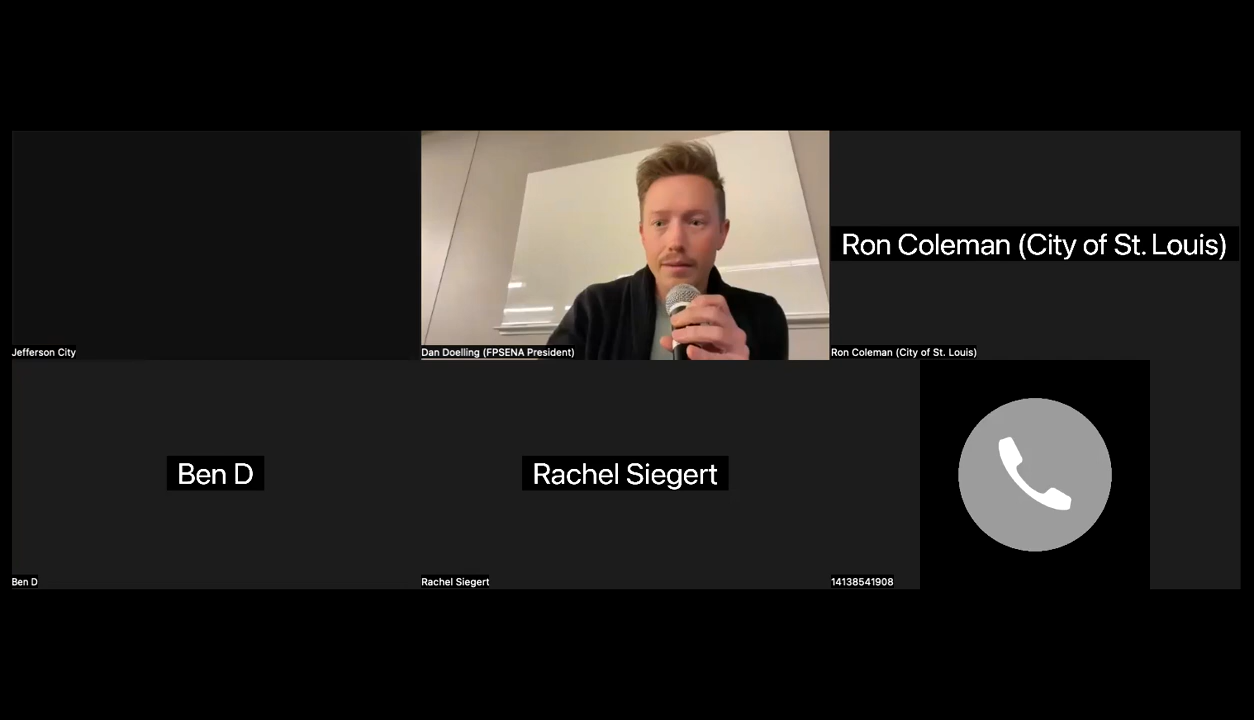 Ron Coleman (City of St. Louis)
Jefferson City
Dan Doelling (FPSENA President)
Ron Coleman (City of St. Louis)
Ben D
Rachel Siegert
Ben D
Rachel Siegert
14138541908